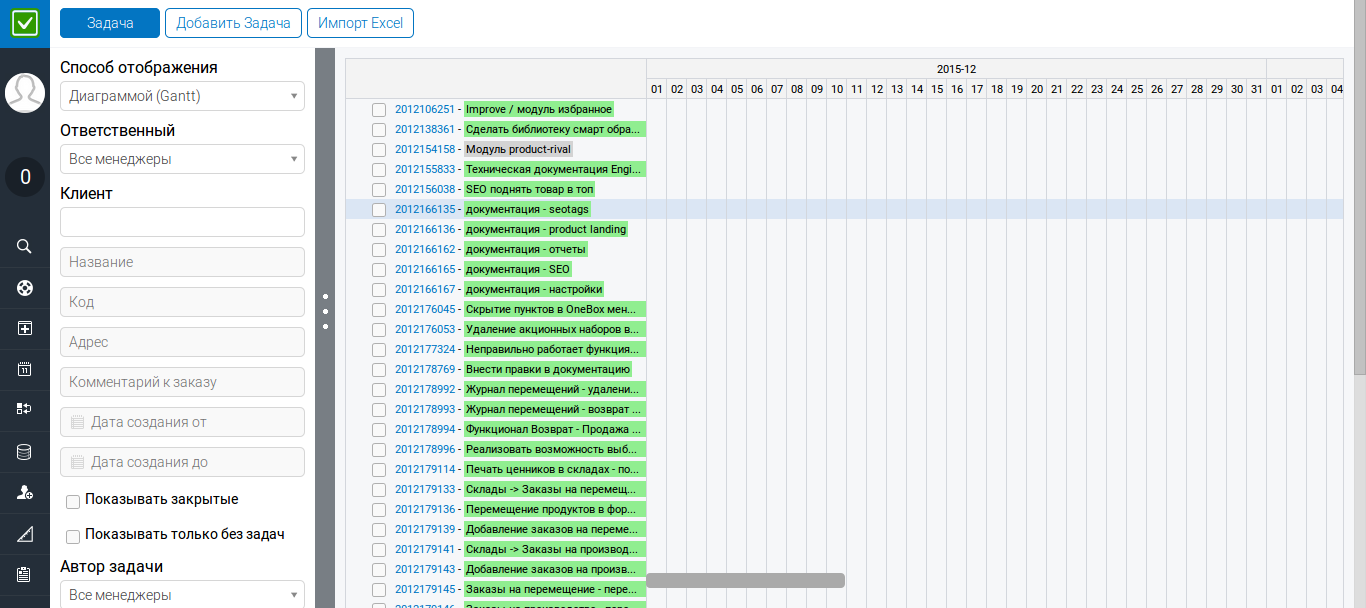 Задача
Добавить Задача
Импорт Excel
0
11
Способ отображения
Диаграммой (Gantt)
Ответственный
Все менеджеры
Клиент
Название
Код
Адрес
Комментарий к заказу
Дата создания от
Дата создания до
Показывать закрытые
Показывать только без задач
Автор задачи
Все менеджеры
2015-12
01 02 03 04 05 06 07 08 09 10 11 12 13 14 15 16 17 18 19 20 21 22 23 24 25 26 27 28 29 30 31 01 02 03 04
2012106251 - Improve / модуль избранное
2012138361 - Сделать библиотеку смарт обра...
2012154158 - Модуль product-rival
2012155833 - Техническая документация Engi...
2012156038 - SEO поднять товар в топ
2012166135 - документация - seotags
2012166136 - документация - product landing
2012166162 - документация - отчеты
2012166165 - документация - SEO
2012166167 - документация - настройки
2012176045 - Скрытие пунктов в OneBox мен...
2012176053 - Удаление акционных наборов в...
2012177324 - Неправильно работает функция...
2012178769 - Внести правки в документацию
2012178992 - Журнал перемещений - удалени...
2012178993 - Журнал перемещений - возврат ...
2012178994 - Функционал Возврат - Продажа ...
2012178996 - Реализовать возможность выб...
2012179114 - Печать ценников в складах - по...
2012179133 - Склады -> Заказы на перемещ...
2012179136 - Перемещение продуктов в фор...
2012179139 - Добавление заказов на переме...
2012179141 - Склады -> Заказы на производ...
2012179143 - Добавление заказов на произв...
2012179145 - Заказы на перемещение - пере...